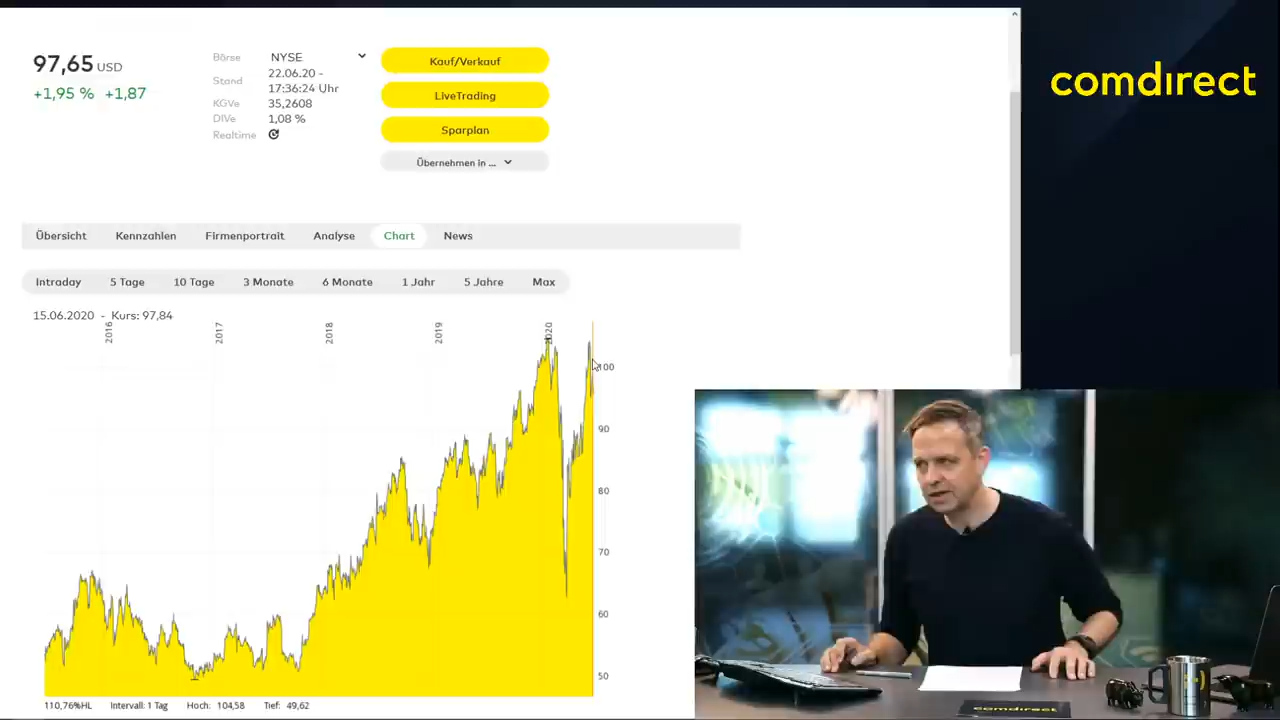 97,65 USD
+1,95 % +1,87
Börse NYSE
Stand 22.06.20 -
17:36:24 Uhr
KGVe 35,2608
DIVe 1,08 %
Realtime
Kauf/Verkauf
LiveTrading
Sparplan
Übernehmen in ...
comdirect
Übersicht Kennzahlen Firmenportrait Analyse Chart News
Intraday 5 Tage 10 Tage 3 Monate 6 Monate 1 Jahr 5 Jahre Max
15.06.2020 - Kurs: 97,84
2016 2017 2018 2019 2020
100
90
80
70
60
50
110,76%HL Intervall: 1 Tag Hoch: 104,58 Tief: 49,62
comdirect